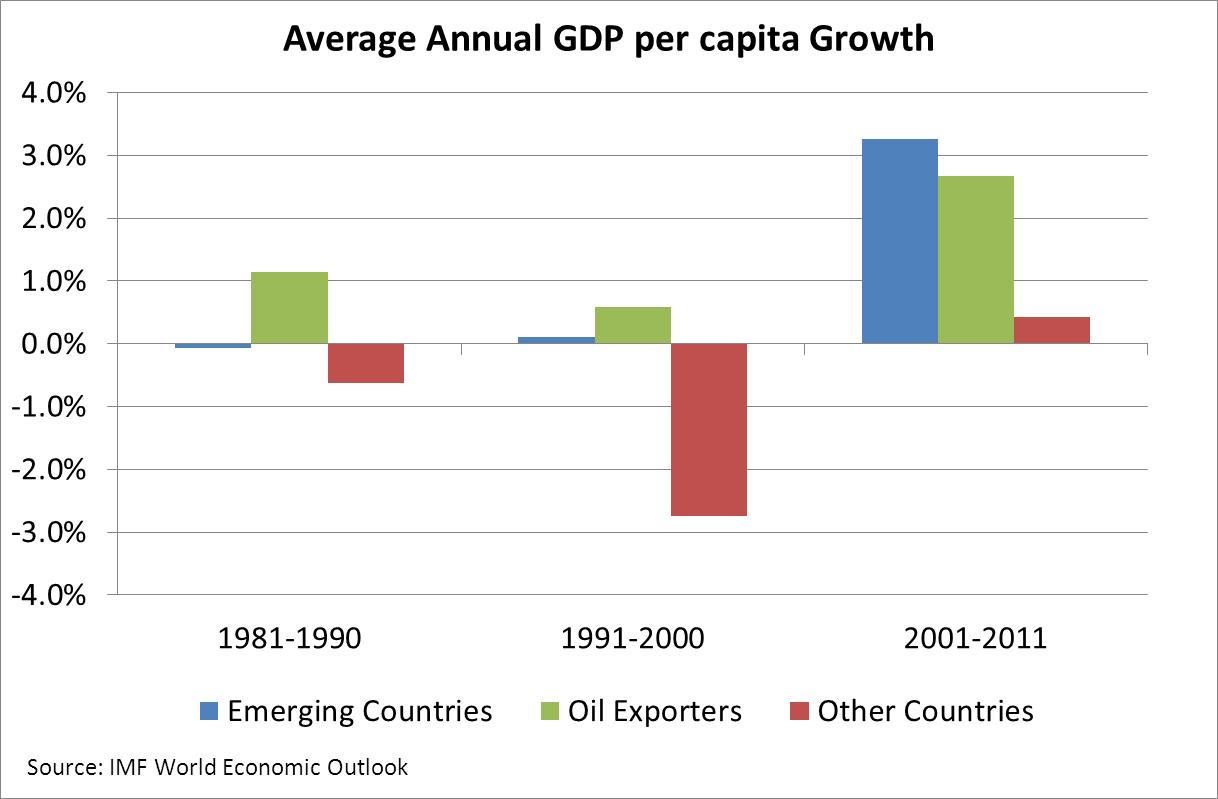 Average Annual GDP per capita Growth
4.0%
3.0%
2.0%
1.0%
0.0%
-1.0%
-2.0%
-3.0%
-4.0%
1981-1990 1991-2000 2001-2011
Emerging Countries Oil Exporters Other Countries
Source: IMF World Economic Outlook